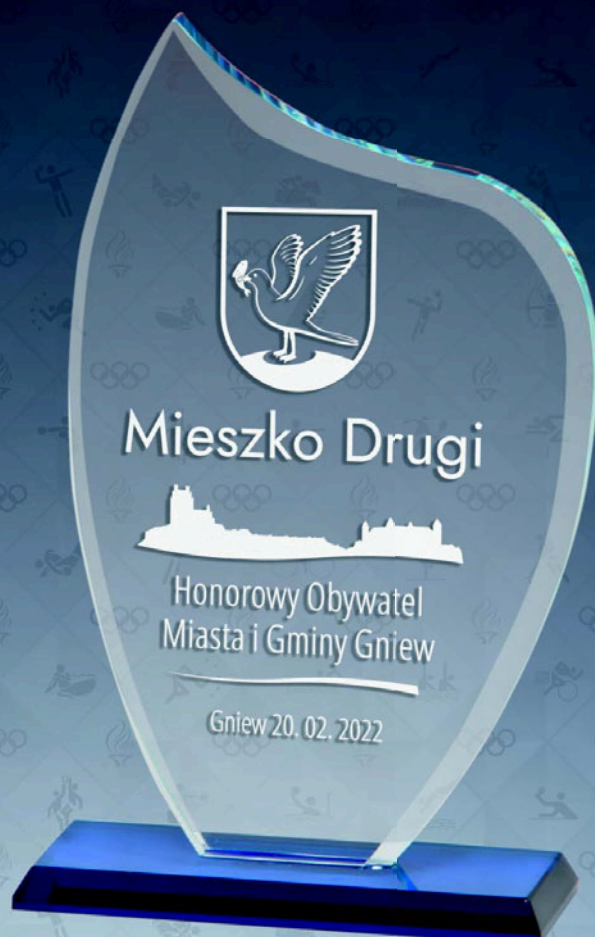 Mieszko Drugi
Honorowy Obywatel
Miasta i Gminy Gniew
Gniew 20. 02. 2022